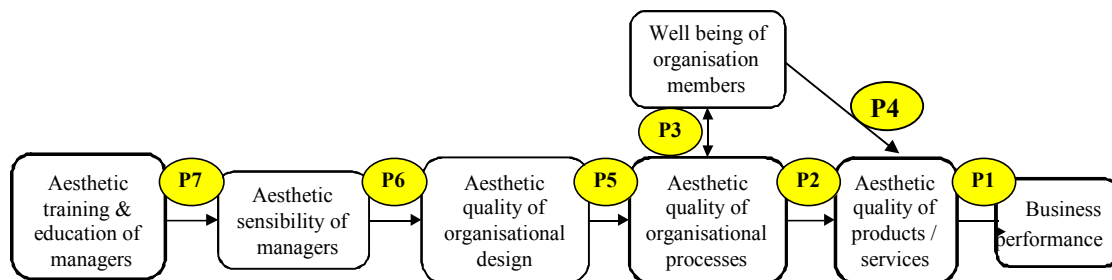 Well being of
organisation
members
P4
P3
P7
P6
P5
P2
P1
Aesthetic
training &
education of
managers
Aesthetic
sensibility of
managers
Aesthetic
quality of
organisational
design
Aesthetic
quality of
organisational
processes
Aesthetic
quality of
products /
services
Business
performance